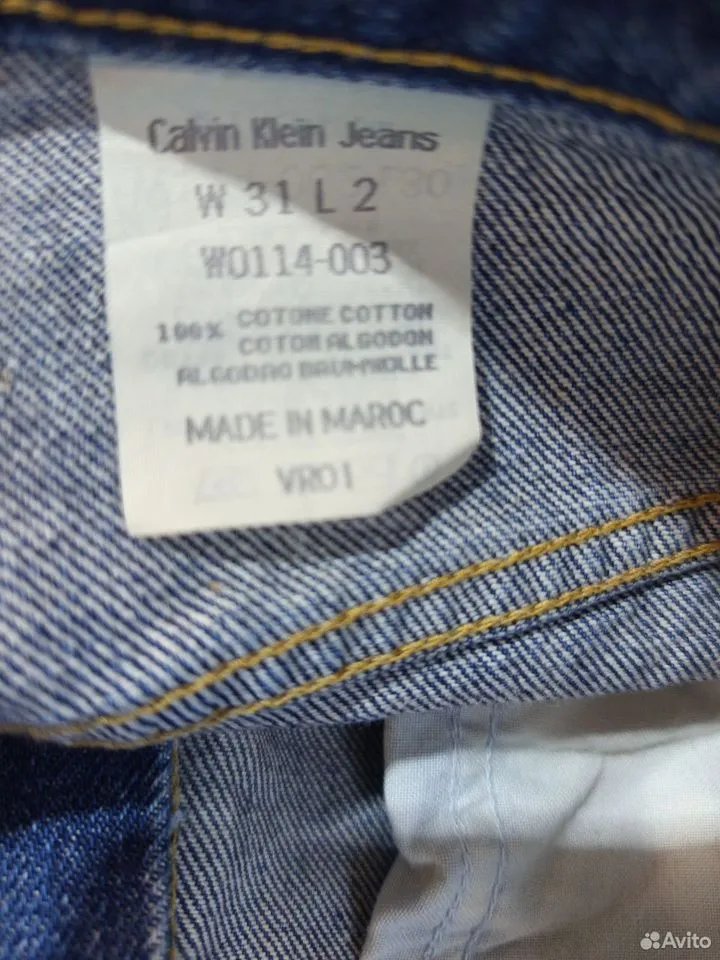 Calvin Klein Jeans
W 31 L 2
W0114-003
100% COTONE COTTON
COTON ALGODON
ALGODAO BAUMWOLLE
MADE IN MAROC
VR01
Avito